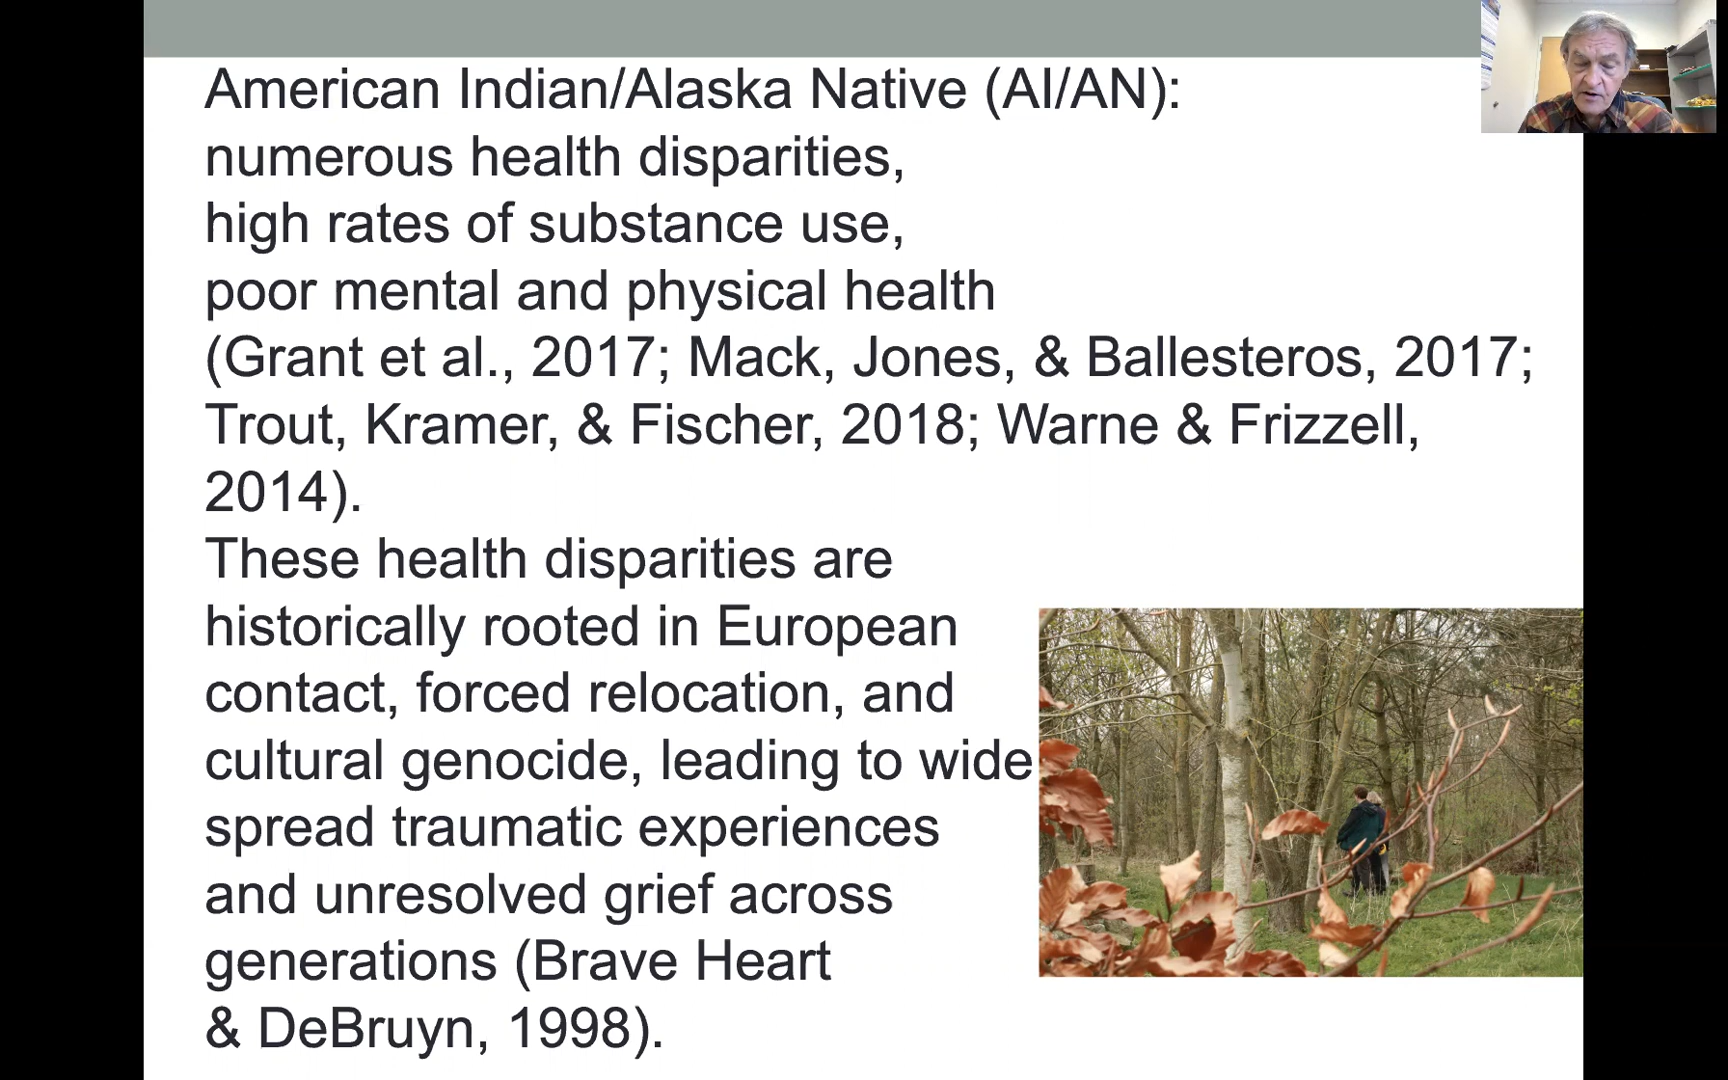 American Indian/Alaska Native (AI/AN):
numerous health disparities,
high rates of substance use,
poor mental and physical health
(Grant et al., 2017; Mack, Jones, & Ballesteros, 2017;
Trout, Kramer, & Fischer, 2018; Warne & Frizzell,
2014).
These health disparities are
historically rooted in European
contact, forced relocation, and
cultural genocide, leading to wide
spread traumatic experiences
and unresolved grief across
generations (Brave Heart
& DeBruyn, 1998).